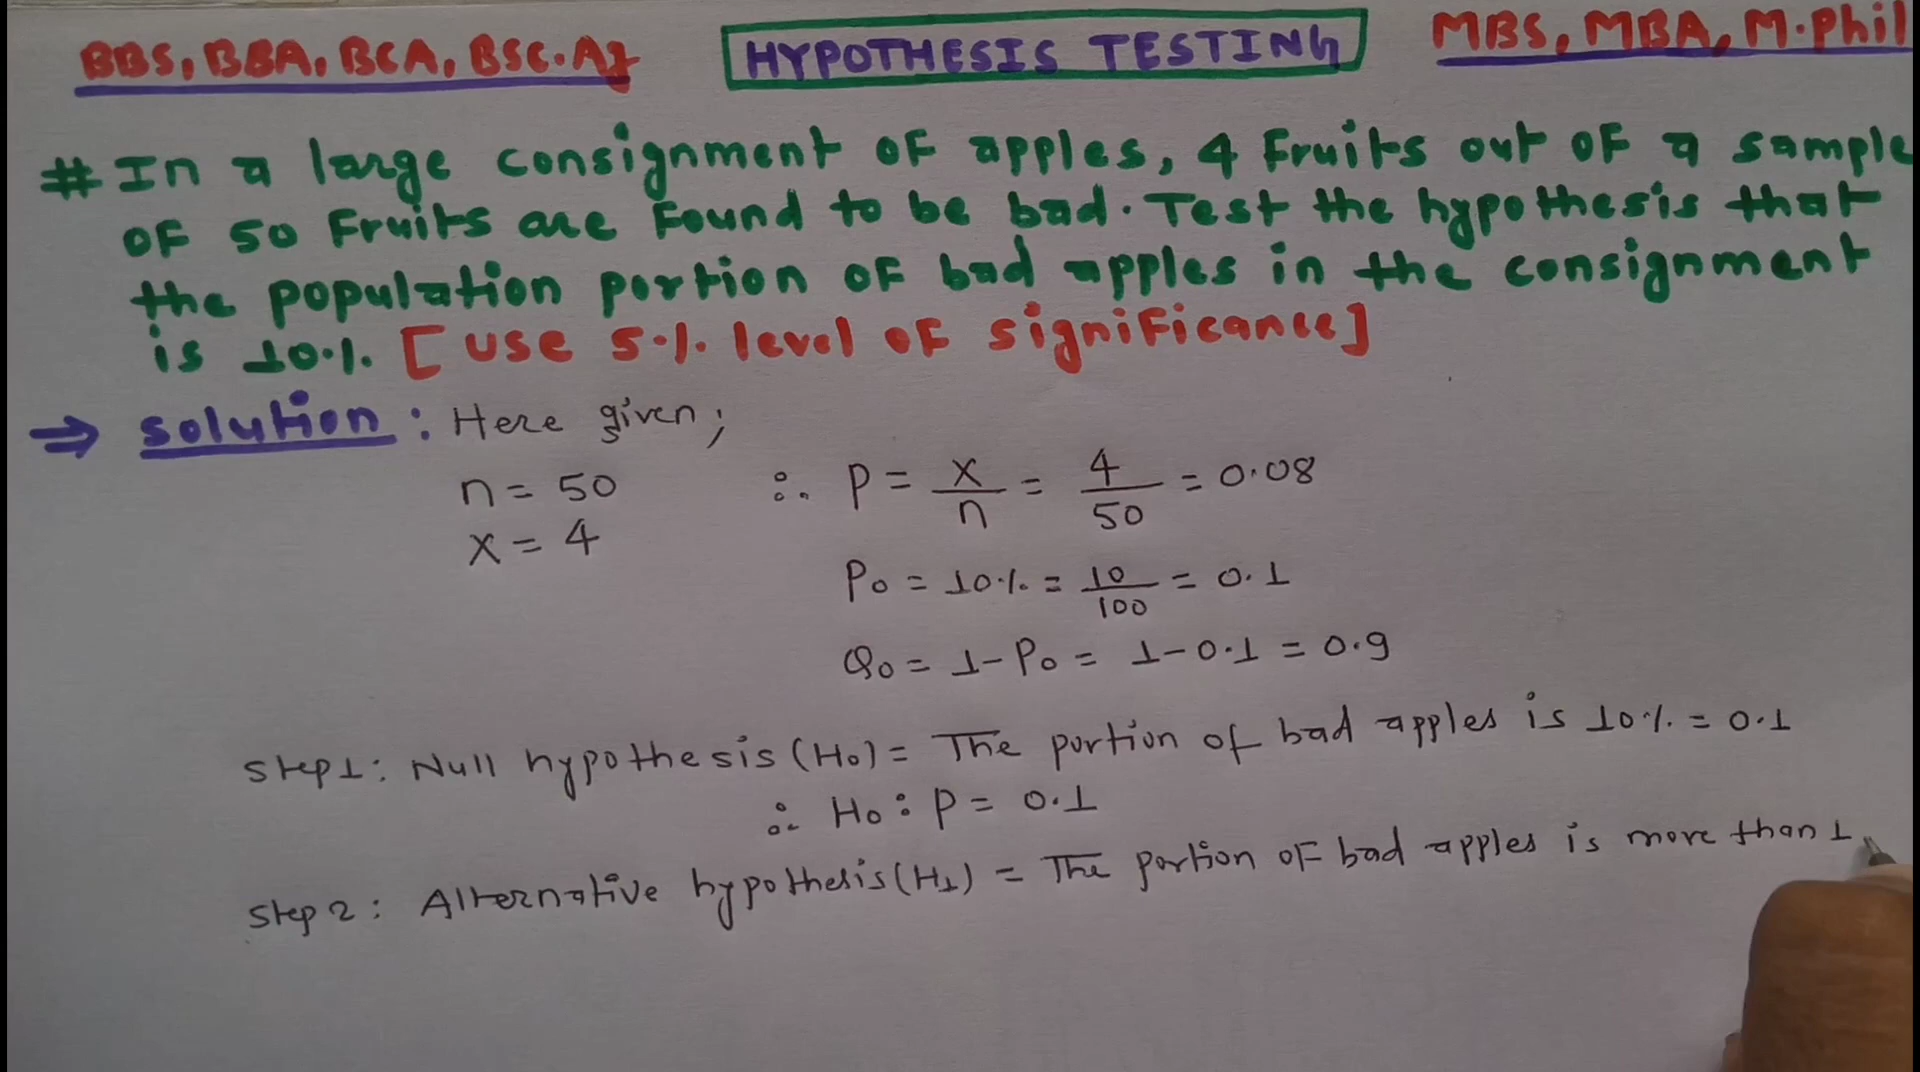 BBS, BBA, BCA, BSC.Ag
HYPOTHESIS TESTING
MBS, MBA, M.Phil
# In a large consignment of apples, 4 fruits out of a sample
of 50 fruits are found to be bad. Test the hypothesis that
the population portion of bad apples in the consignment
is 10%. [use 5% level of significance]
⇒ solution: Here given;
n = 50 ∴ p = x/n = 4/50 = 0.08
x = 4
P0 = 10% = 10/100 = 0.1
Q0 = 1-P0 = 1-0.1 = 0.9
Step1: Null hypothesis (H0) = The portion of bad apples is 10% = 0.1
∴ H0: P = 0.1
Step 2: Alternative hypothesis (H1) = The portion of bad apples is more than 1